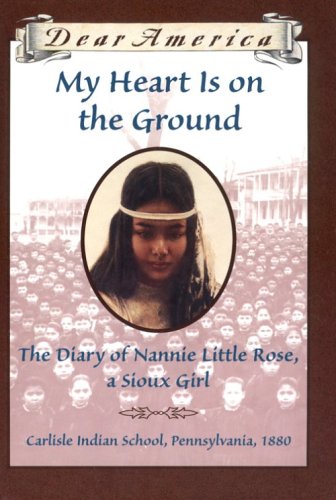 Dear America
My Heart Is on
the Ground
The Diary of Nannie Little Rose,
a Sioux Girl
Carlisle Indian School, Pennsylvania, 1880